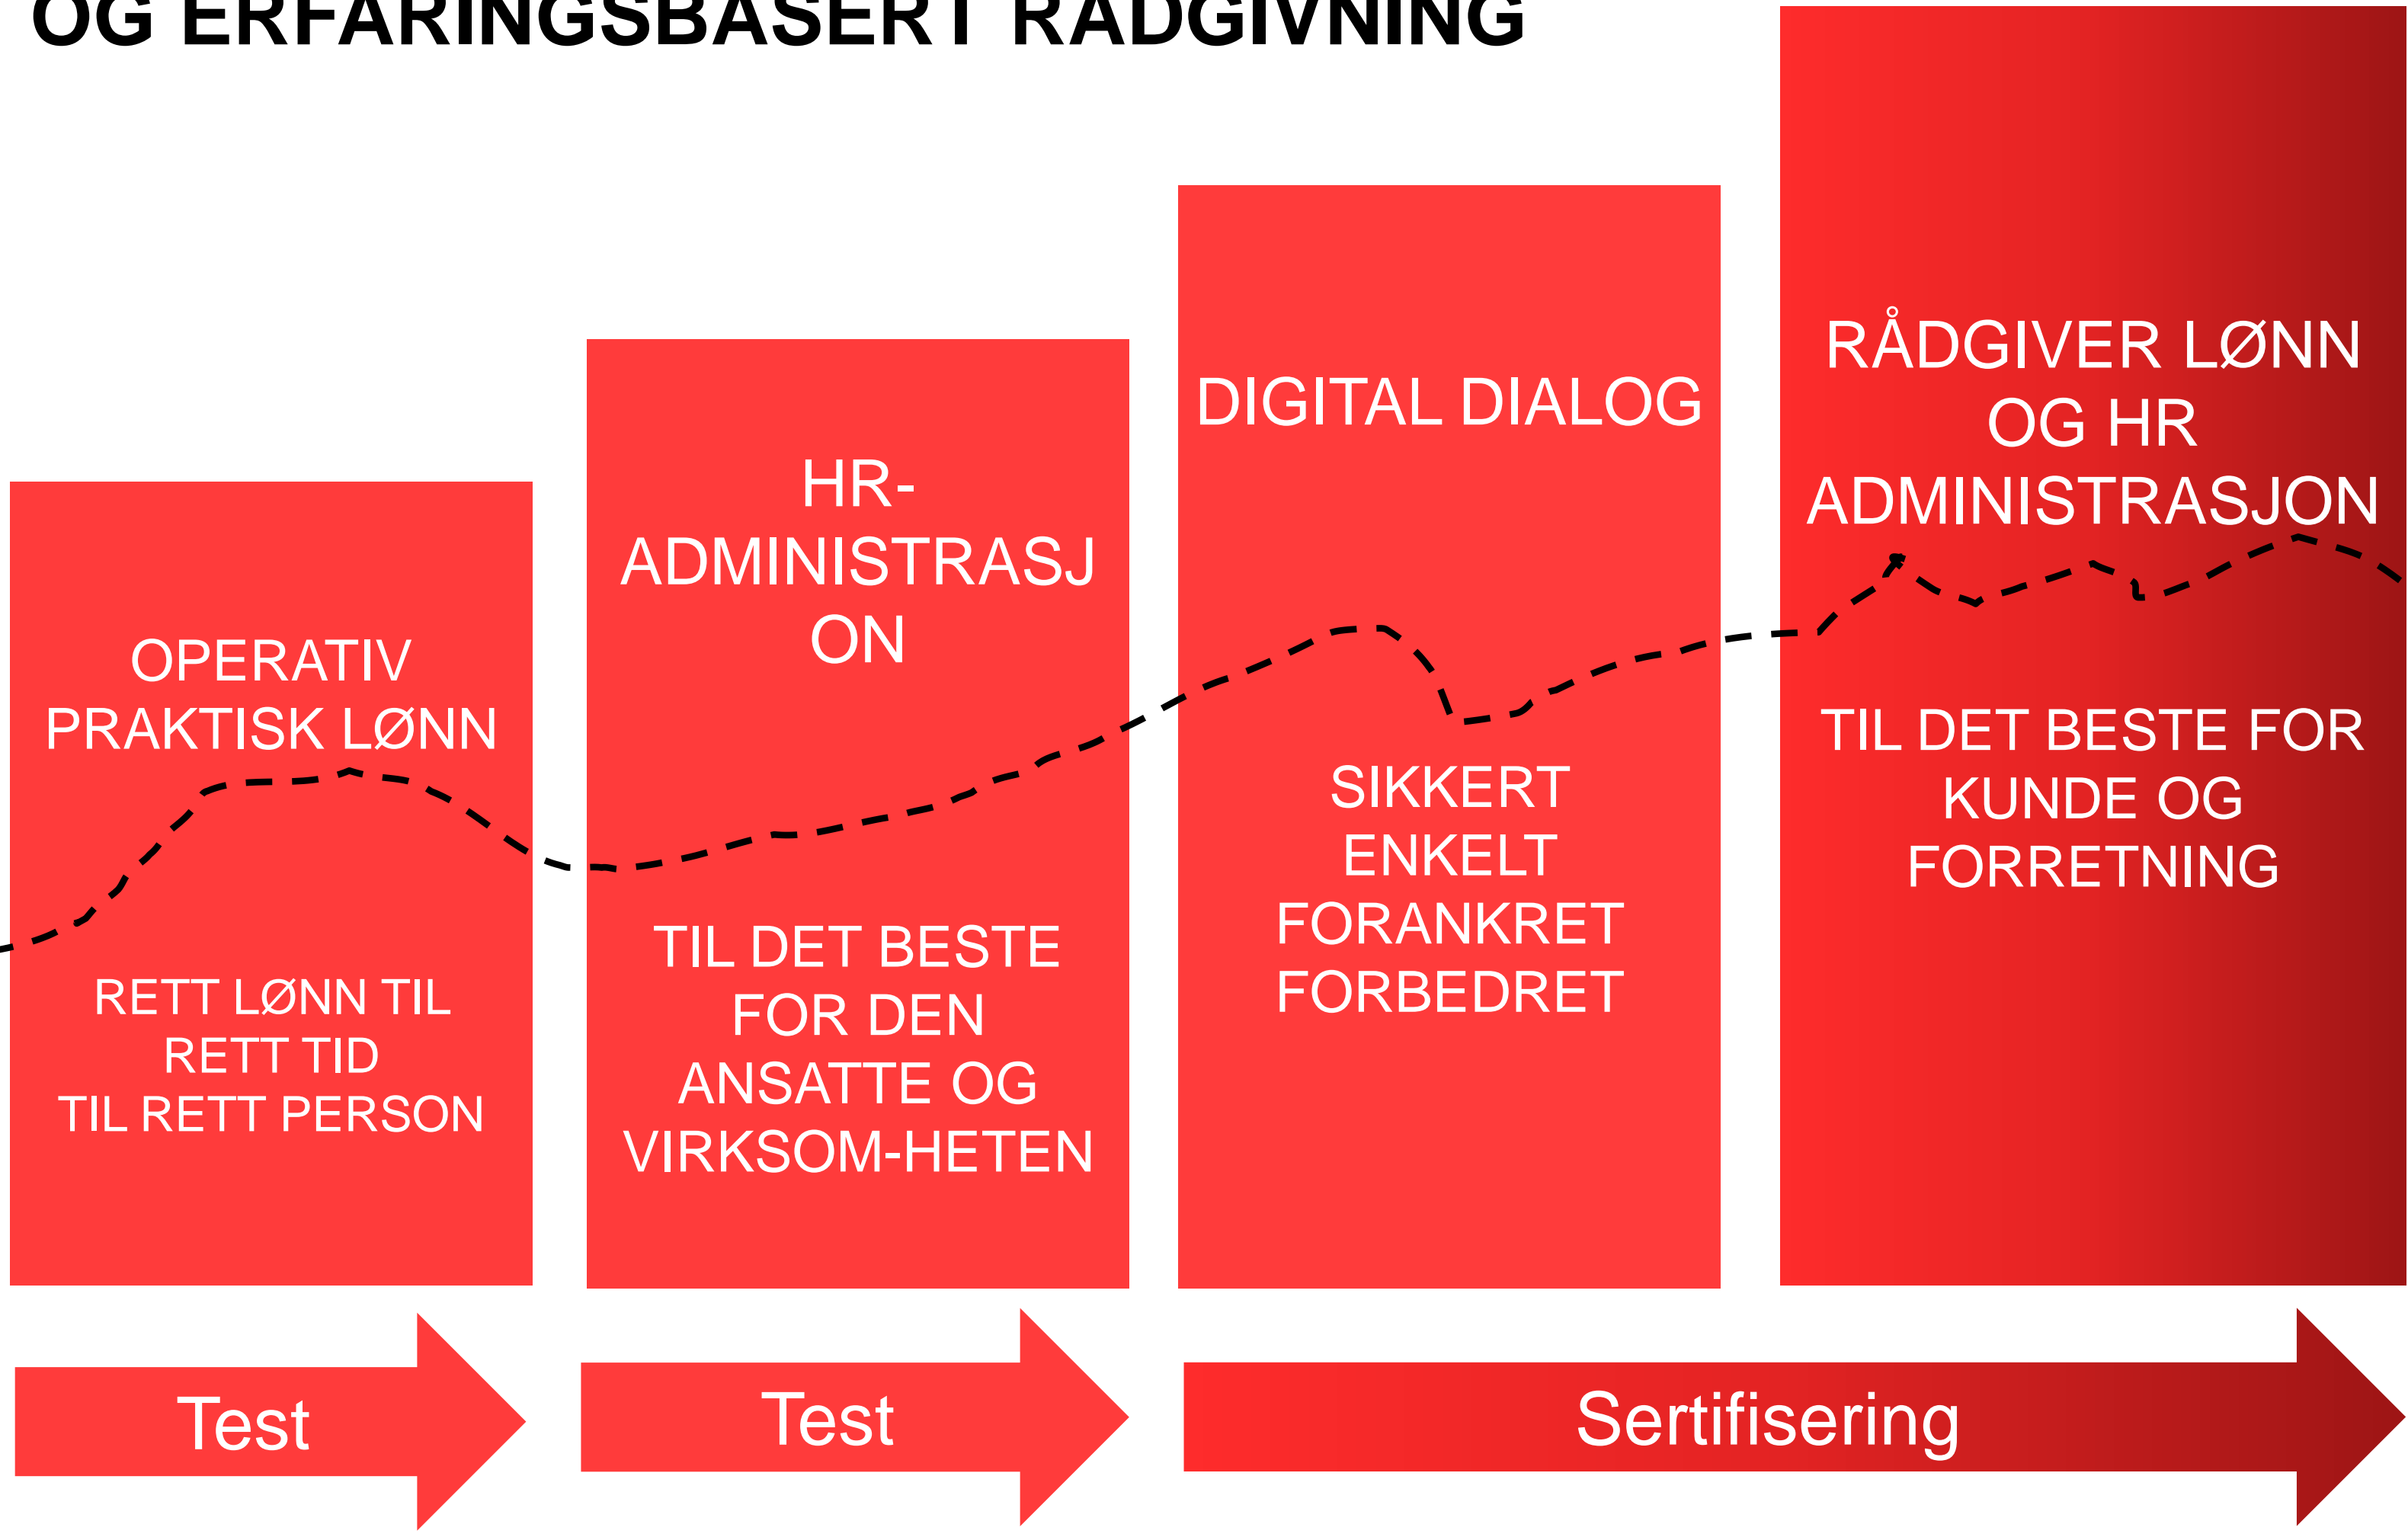 OG ERFARINGSBASERT RÅDGIVNING
OPERATIV
PRAKTISK LØNN
RETT LØNN TIL
RETT TID
TIL RETT PERSON
HR-
ADMINISTRASJ
ON
TIL DET BESTE
FOR DEN
ANSATTE OG
VIRKSOM-HETEN
DIGITAL DIALOG
SIKKERT
ENKELT
FORANKRET
FORBEDRET
RÅDGIVER LØNN
OG HR
ADMINISTRASJON
TIL DET BESTE FOR
KUNDE OG
FORRETNING
Test
Test
Sertifisering